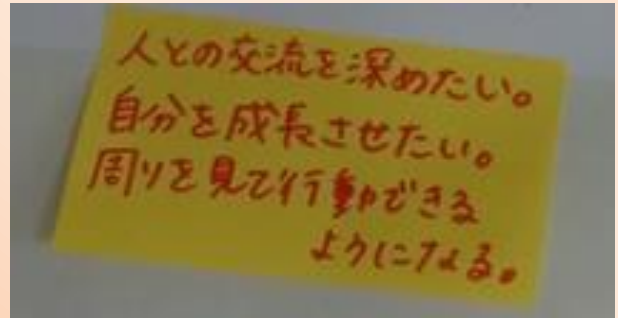 人との交流を深めたい。
自分を成長させたい。
周りを見て行動できる
ようになる。